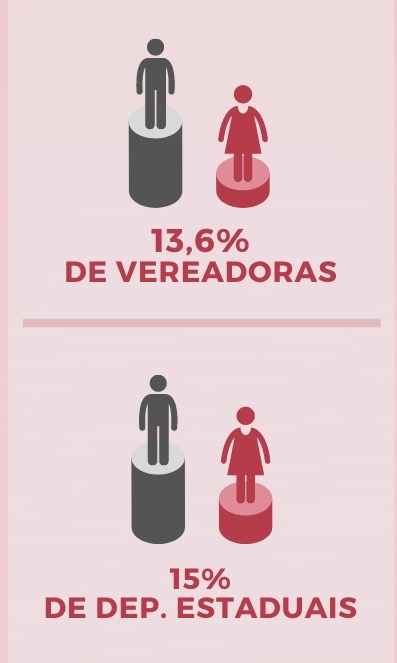 13,6%
DE VEREADORAS
15%
DE DEP. ESTADUAIS